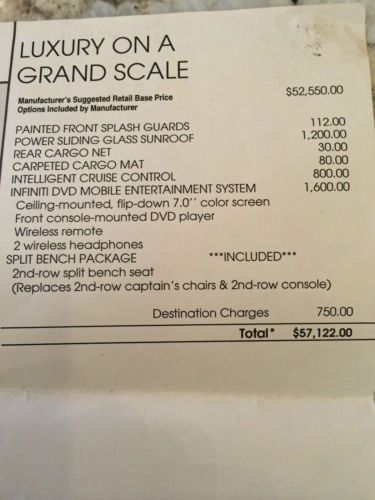 LUXURY ON A
GRAND SCALE
Manufacturer's Suggested Retail Base Price $52,550.00
Options Included by Manufacturer
PAINTED FRONT SPLASH GUARDS 112.00
POWER SLIDING GLASS SUNROOF 1,200.00
REAR CARGO NET 30.00
CARPETED CARGO MAT 80.00
INTELLIGENT CRUISE CONTROL 800.00
INFINITI DVD MOBILE ENTERTAINMENT SYSTEM 1,600.00
Ceiling-mounted, flip-down 7.0'' color screen
Front console-mounted DVD player
Wireless remote
2 wireless headphones
SPLIT BENCH PACKAGE ***INCLUDED***
2nd-row split bench seat
(Replaces 2nd-row captain's chairs & 2nd-row console)
Destination Charges 750.00
Total* $57,122.00